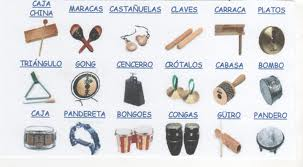 CAJA CHINA MARACAS CASTAÑUELAS CLAVES CARRACA PLATOS
TRIÁNGULO GONG CENCERRO CRÓTALOS CABASA BOMBO
CAJA PANDERETA BONGOES CONGAS GÜIRO PANDERO